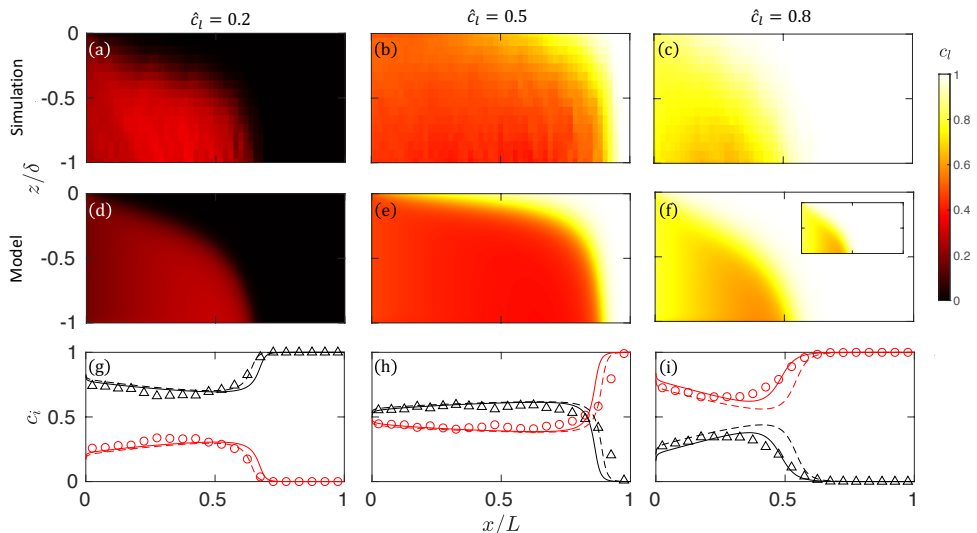 ĉ_l = 0.2
ĉ_l = 0.5
ĉ_l = 0.8
Simulation
0
-0.5
-1
(a)
(b)
(c)
c_l
1
0.8
0.6
0.4
0.2
0
z/δ
Model
0
-0.5
-1
(d)
(e)
(f)
c_i
1
0.5
0
(g)
(h)
(i)
0 0.5 1
0 0.5 1
0 0.5 1
x/L